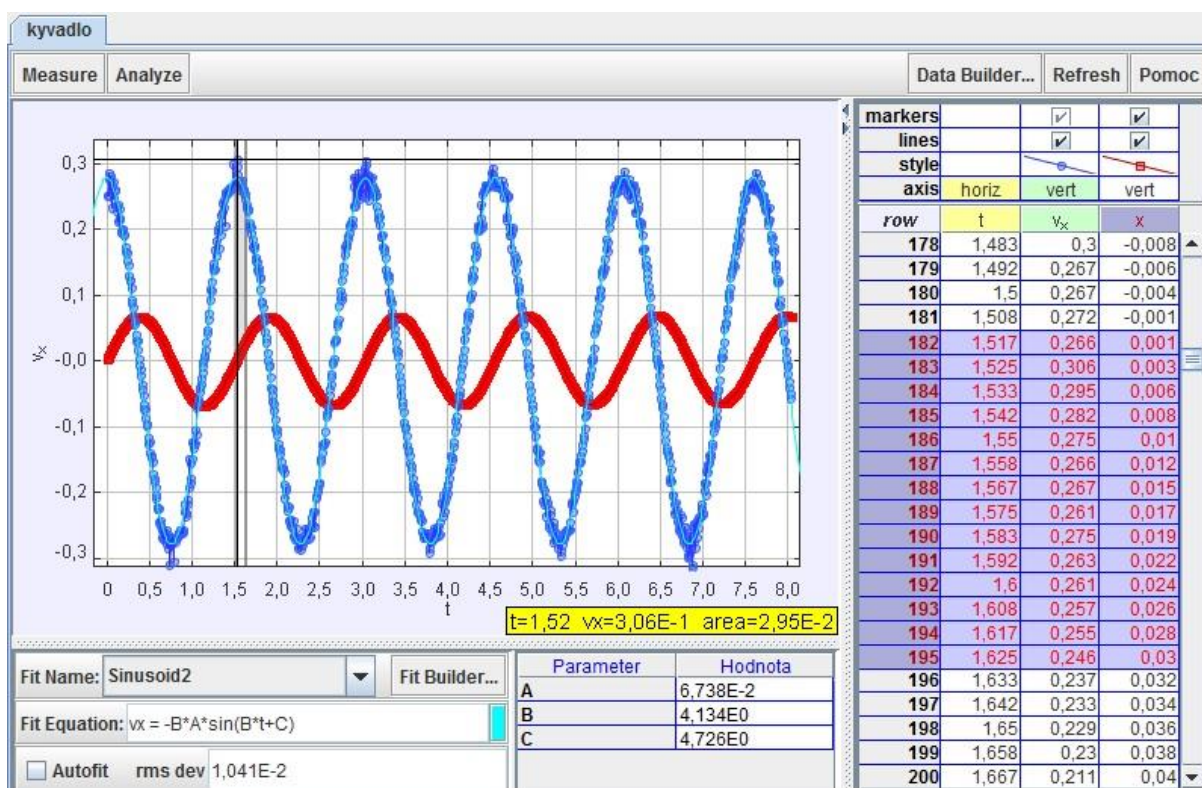 kyvadlo
Measure Analyze Data Builder... Refresh Pomoc
0,3
0,2
0,1
-0,0
-0,1
-0,2
-0,3
vx
0 0,5 1,0 1,5 2,0 2,5 3,0 3,5 4,0 4,5 5,0 5,5 6,0 6,5 7,0 7,5 8,0
t
t=1,52 vx=3,06E-1 area=2,95E-2
markers
lines
style
axis horiz vert vert
row t vx x
178 1,483 0,3 -0,008
179 1,492 0,267 -0,006
180 1,5 0,267 -0,004
181 1,508 0,272 -0,001
182 1,517 0,266 0,001
183 1,525 0,306 0,003
184 1,533 0,295 0,006
185 1,542 0,282 0,008
186 1,55 0,275 0,01
187 1,558 0,266 0,012
188 1,567 0,267 0,015
189 1,575 0,261 0,017
190 1,583 0,275 0,019
191 1,592 0,263 0,022
192 1,6 0,261 0,024
193 1,608 0,257 0,026
194 1,617 0,255 0,028
195 1,625 0,246 0,03
196 1,633 0,237 0,032
197 1,642 0,233 0,034
198 1,65 0,229 0,036
199 1,658 0,23 0,038
200 1,667 0,211 0,04
Fit Name: Sinusoid2 Fit Builder...
Fit Equation: vx = -B*A*sin(B*t+C)
Autofit rms dev 1,041E-2
Parameter Hodnota
A 6,738E-2
B 4,134E0
C 4,726E0